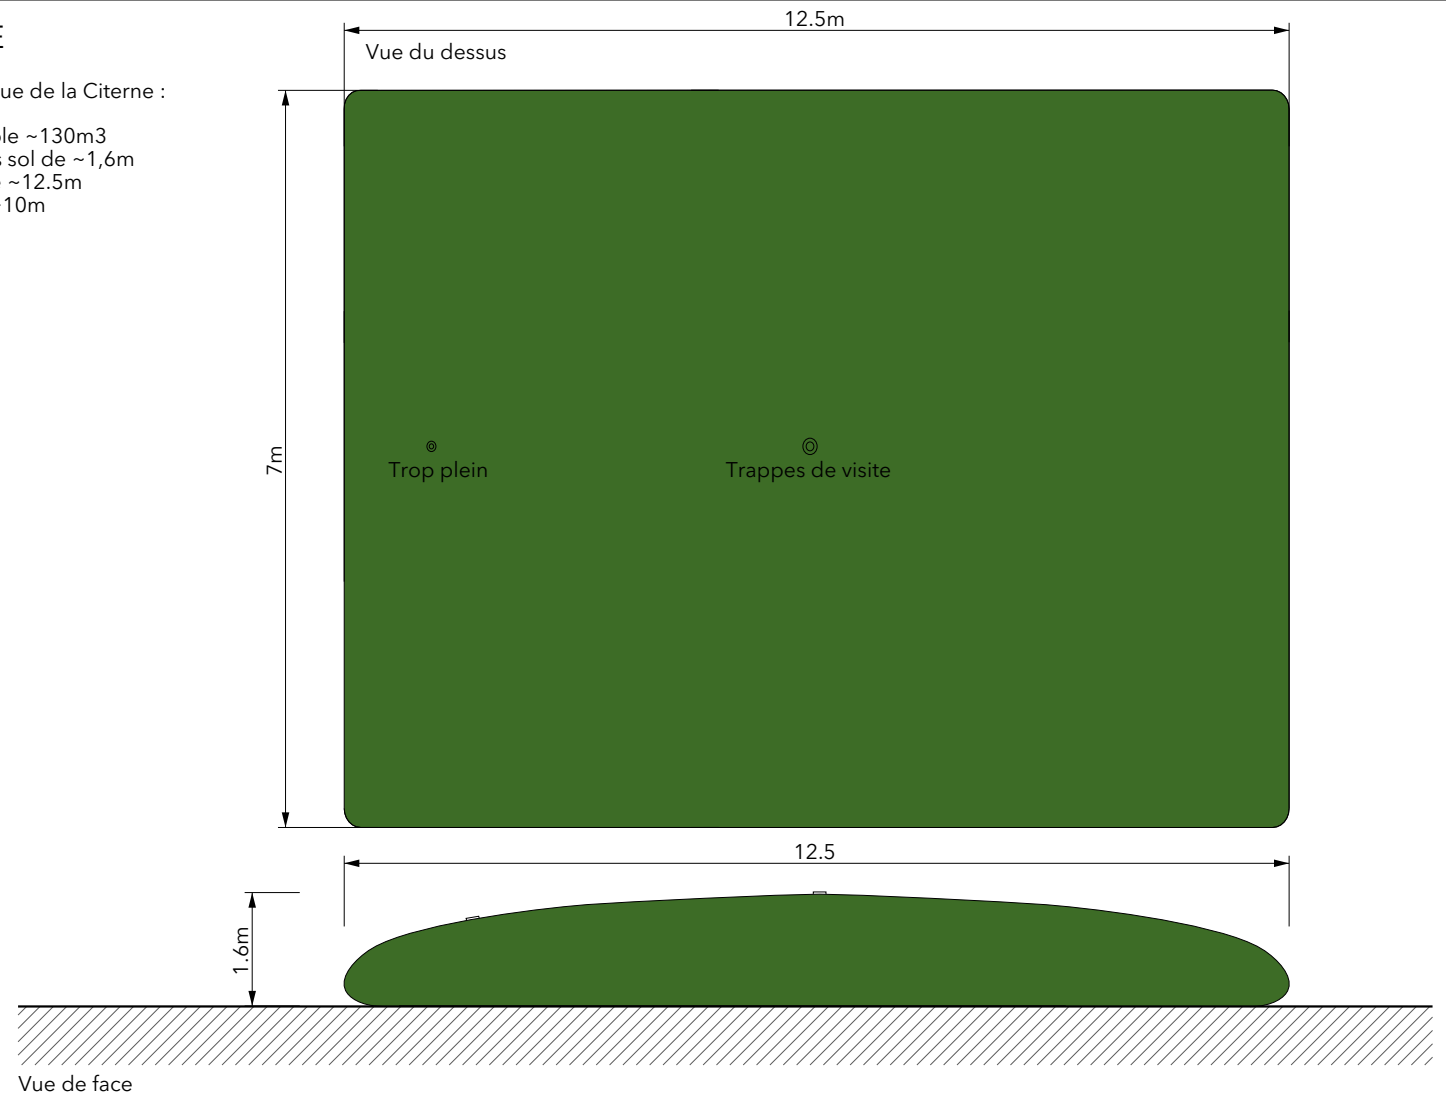 E
ue de la Citerne :
le ~130m3
s sol de ~1,6m
~12.5m
~10m
12.5m
Vue du dessus
7m
Trop plein
Trappes de visite
12.5
1.6m
Vue de face